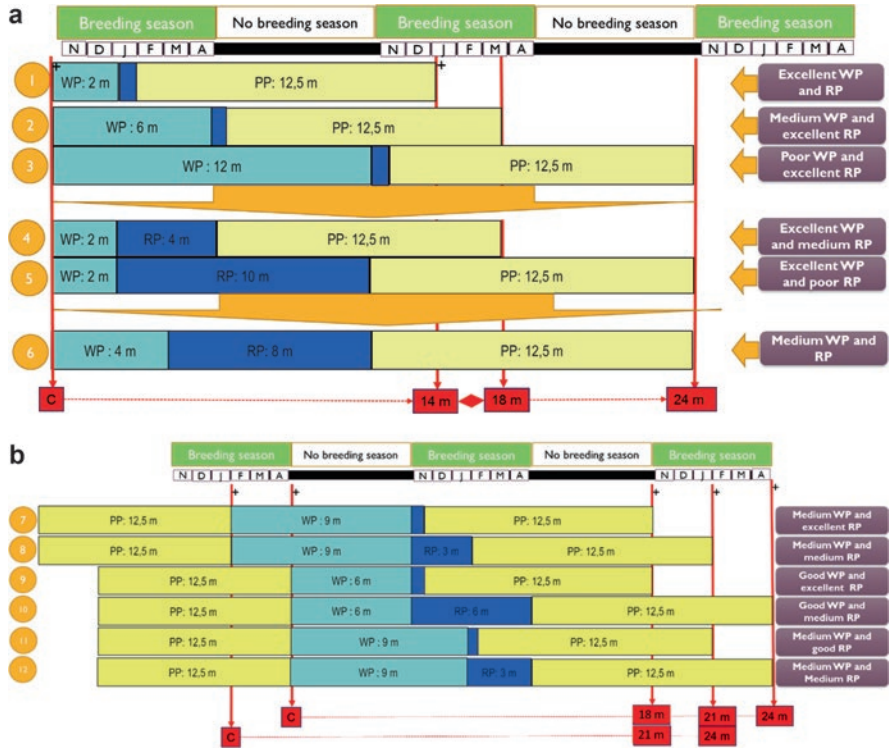 a
Breeding season No breeding season Breeding season No breeding season Breeding season
N D J F M A N D J F M A N D J F M A
+ +
1 WP: 2 m PP: 12,5 m Excellent WP
and RP
2 WP : 6 m PP: 12,5 m Medium WP and
excellent RP
3 WP : 12 m PP: 12,5 m Poor WP and
excellent RP
4 WP: 2 m RP: 4 m PP: 12,5 m Excellent WP
and medium RP
5 WP: 2 m RP: 10 m PP: 12,5 m Excellent WP
and poor RP
6 WP : 4 m RP: 8 m PP: 12,5 m Medium WP and
RP
C 14 m 18 m 24 m
b
Breeding season No breeding season Breeding season No breeding season Breeding season
N D J F M A N D J F M A N D J F M A
+ + + + +
7 PP: 12,5 m WP : 9 m PP: 12,5 m Medium WP and
excellent RP
8 PP: 12,5 m WP : 9 m RP: 3 m PP: 12,5 m Medium WP and
medium RP
9 PP: 12,5 m WP : 6 m PP: 12,5 m Good WP and
excellent RP
10 PP: 12,5 m WP : 6 m RP: 6 m PP: 12,5 m Good WP and
medium RP
11 PP: 12,5 m WP : 9 m PP: 12,5 m Medium WP and
good RP
12 PP: 12,5 m WP : 9 m RP: 3 m PP: 12,5 m Medium WP and
Medium RP
C 18 m 21 m 24 m
C 21 m 24 m